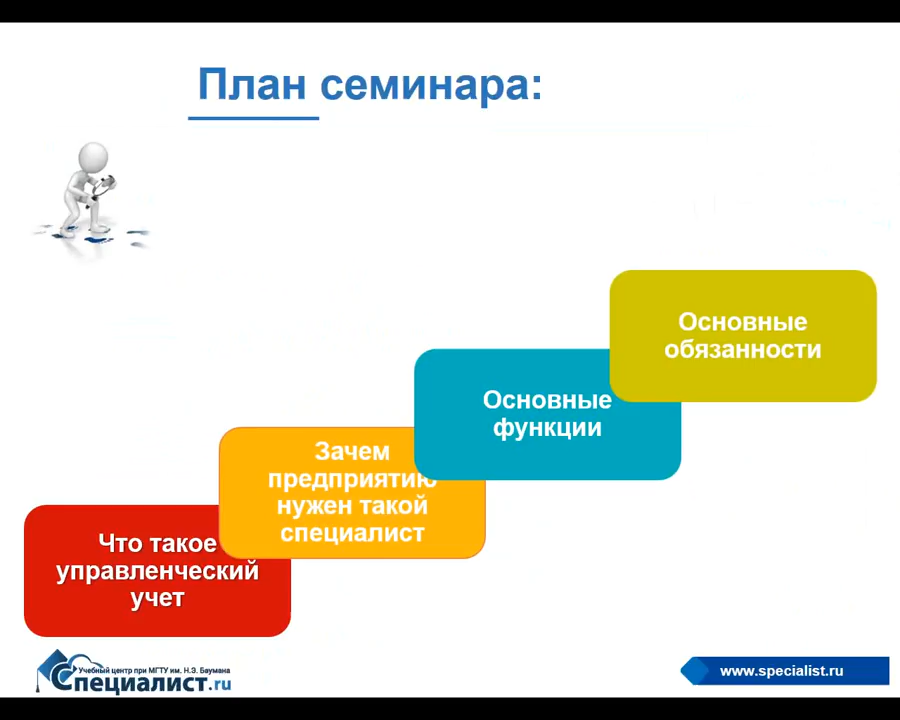 План семинара:
Основные
обязанности
Основные
функции
Зачем
предприятию
нужен такой
специалист
Что такое
управленческий
учет
Учебный центр при МГТУ им. Н.Э. Баумана
Специалист.ru
www.specialist.ru